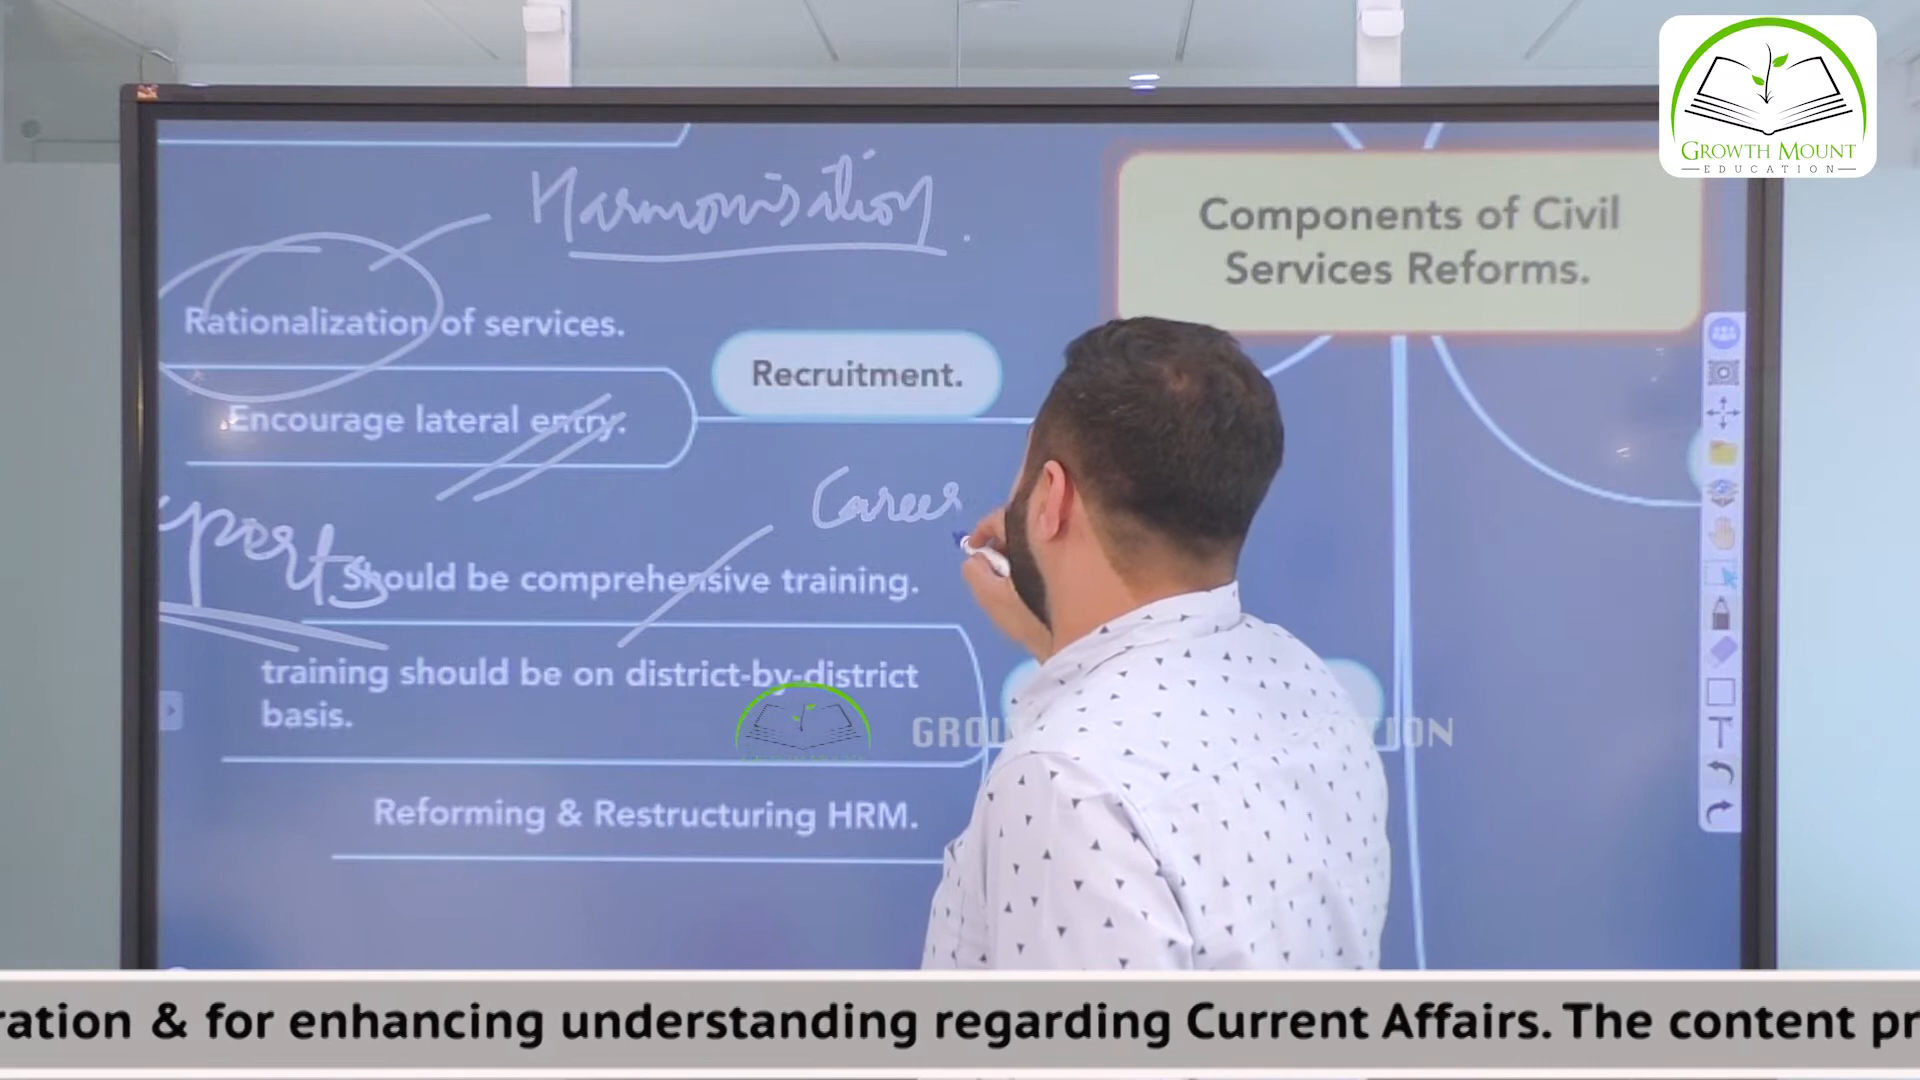 GROWTH MOUNT
EDUCATION
Harmonisation.
Components of Civil
Services Reforms.
Rationalization of services.
Recruitment.
Encourage lateral entry.
Career
Should be comprehensive training.
training should be on district-by-district
basis.
Reforming & Restructuring HRM.
& for enhancing understanding regarding Current Affairs. The content